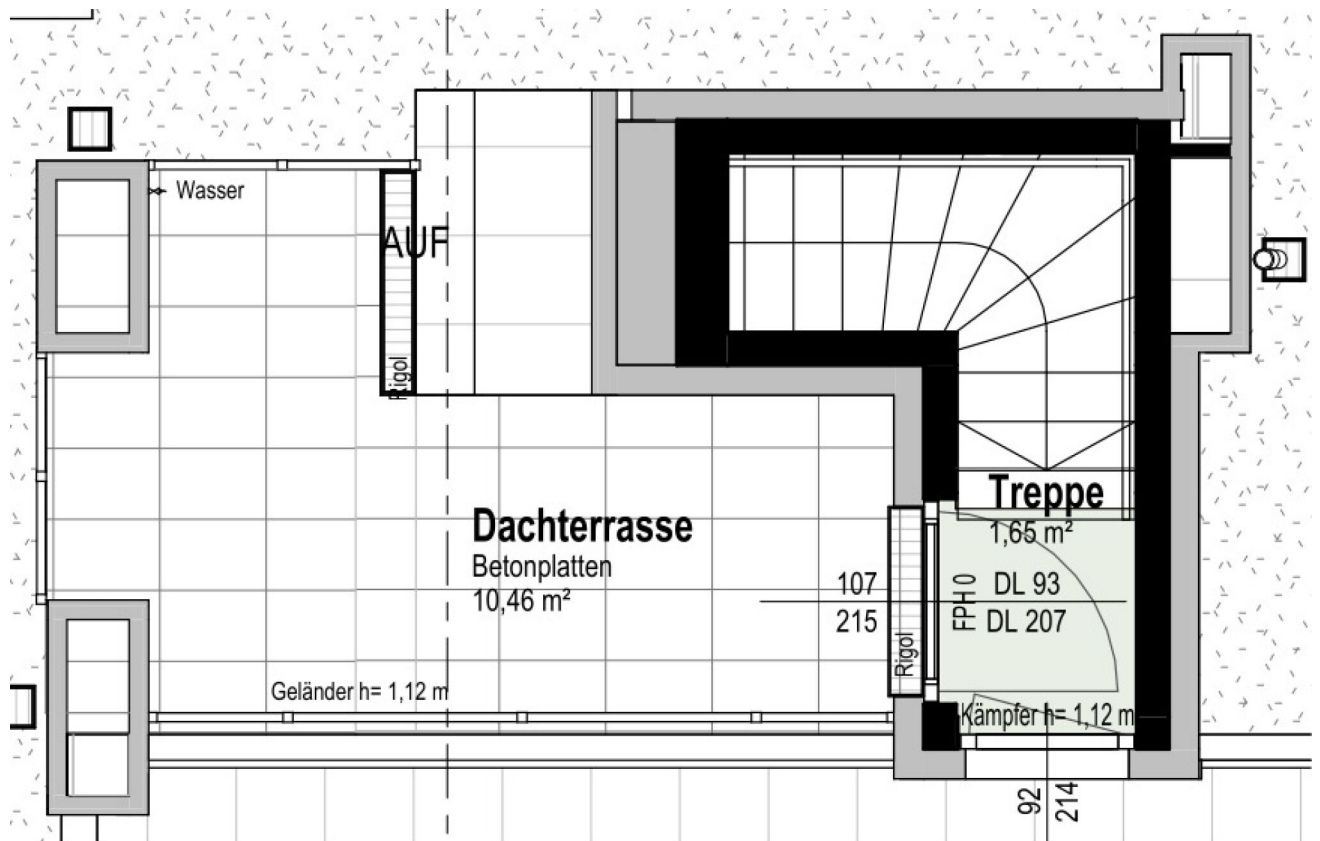 Wasser
AUF
Rigol
Treppe
1,65 m²
Dachterrasse
Betonplatten
10,46 m²
107
215
Rigol
FPH 0
DL 93
DL 207
Geländer h= 1,12 m
Kämpfer h= 1,12 m
92
214